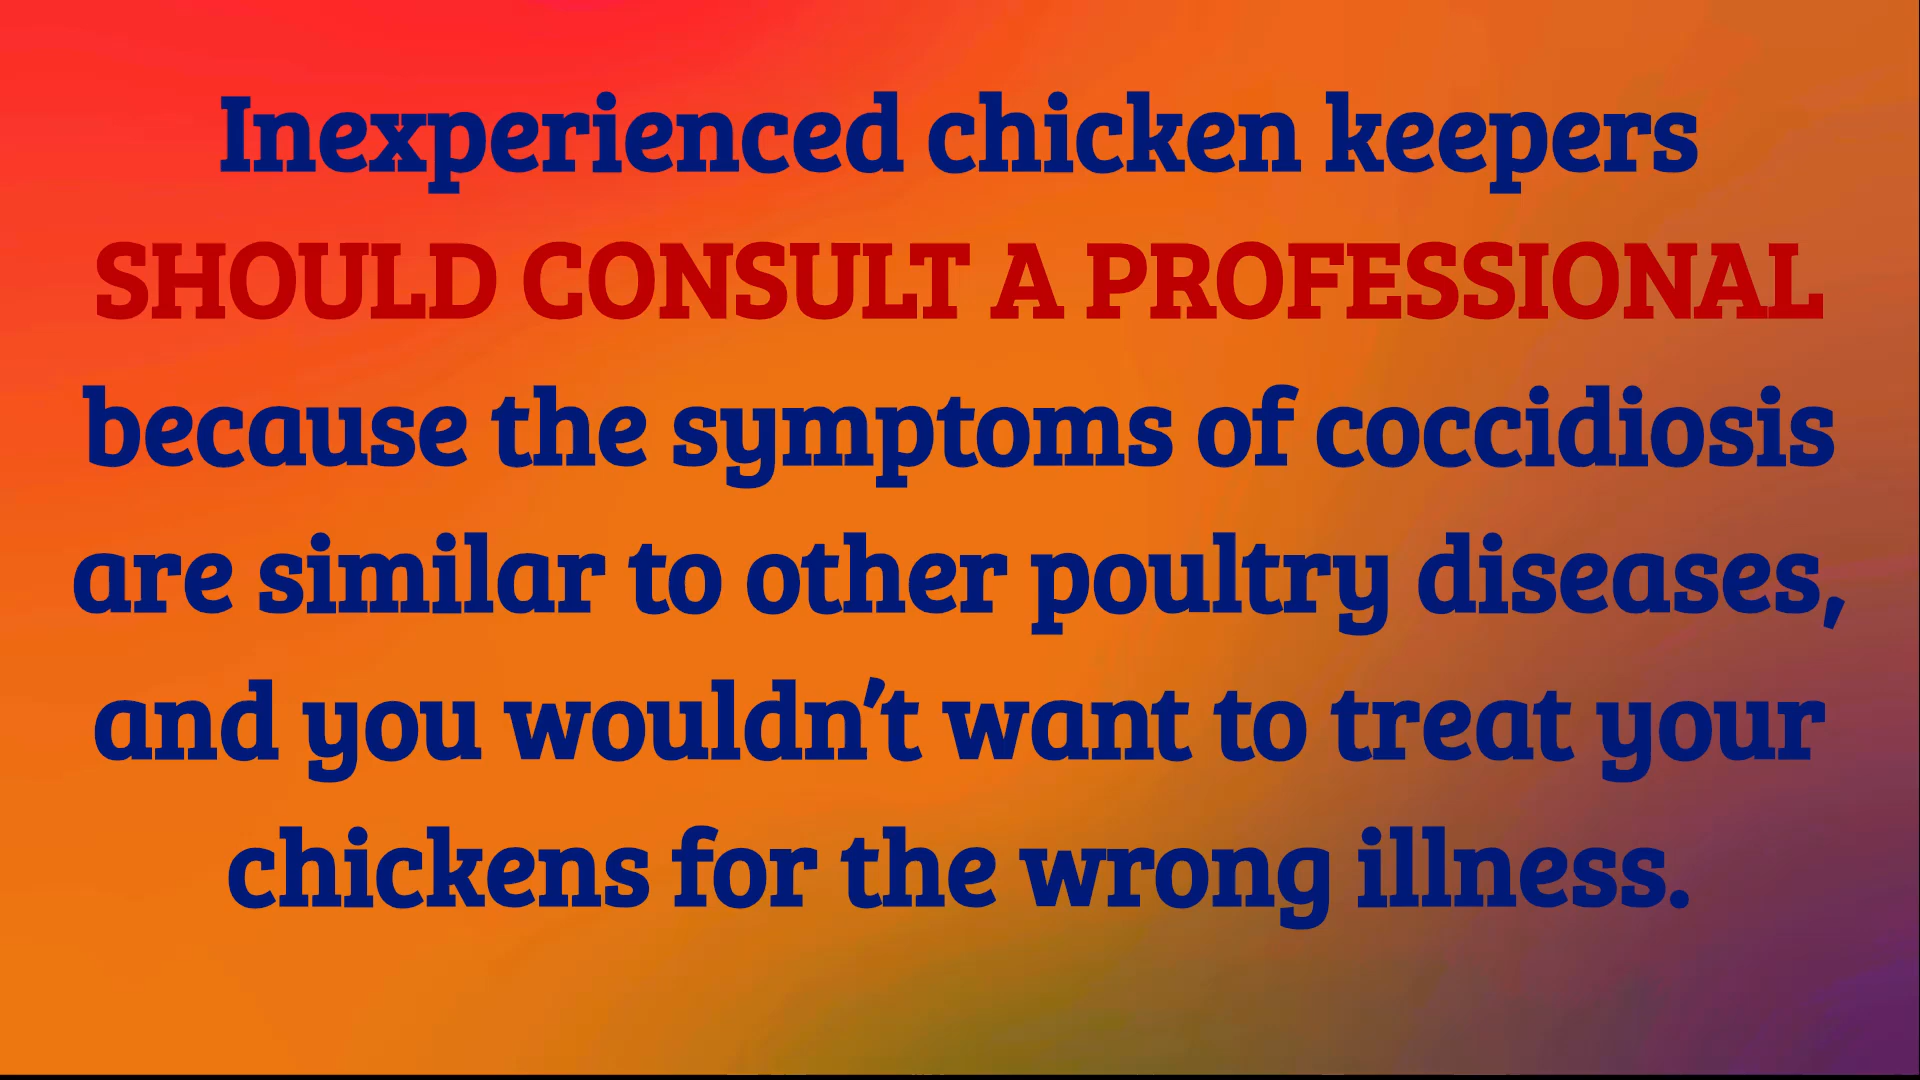 Inexperienced chicken keepers
SHOULD CONSULT A PROFESSIONAL
because the symptoms of coccidiosis
are similar to other poultry diseases,
and you wouldn’t want to treat your
chickens for the wrong illness.